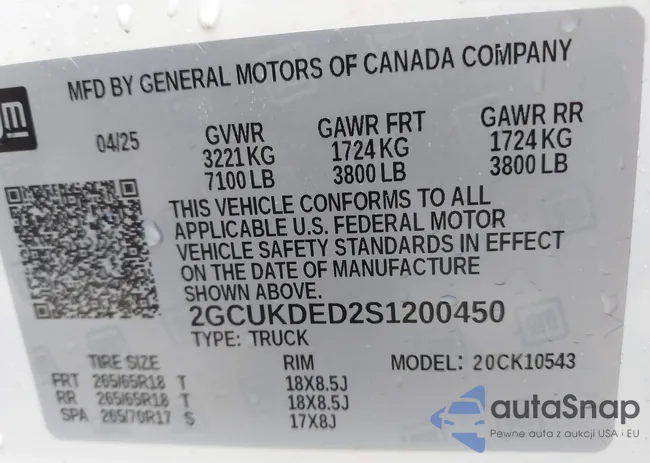 MFD BY GENERAL MOTORS OF CANADA COMPANY
gm
04/25
GVWR GAWR FRT GAWR RR
3221 KG 1724 KG 1724 KG
7100 LB 3800 LB 3800 LB
THIS VEHICLE CONFORMS TO ALL
APPLICABLE U.S. FEDERAL MOTOR
VEHICLE SAFETY STANDARDS IN EFFECT
ON THE DATE OF MANUFACTURE
SHOWN ABOVE.
2GCUKDED2S1200450
TYPE: TRUCK
TIRE SIZE RIM MODEL: 20CK10543
FRT 265/65R18 T 18X8.5J
RR 265/65R18 T 18X8.5J
SPA 265/70R17 S 17X8J
autaSnap
Pewne auta z aukcji USA i EU